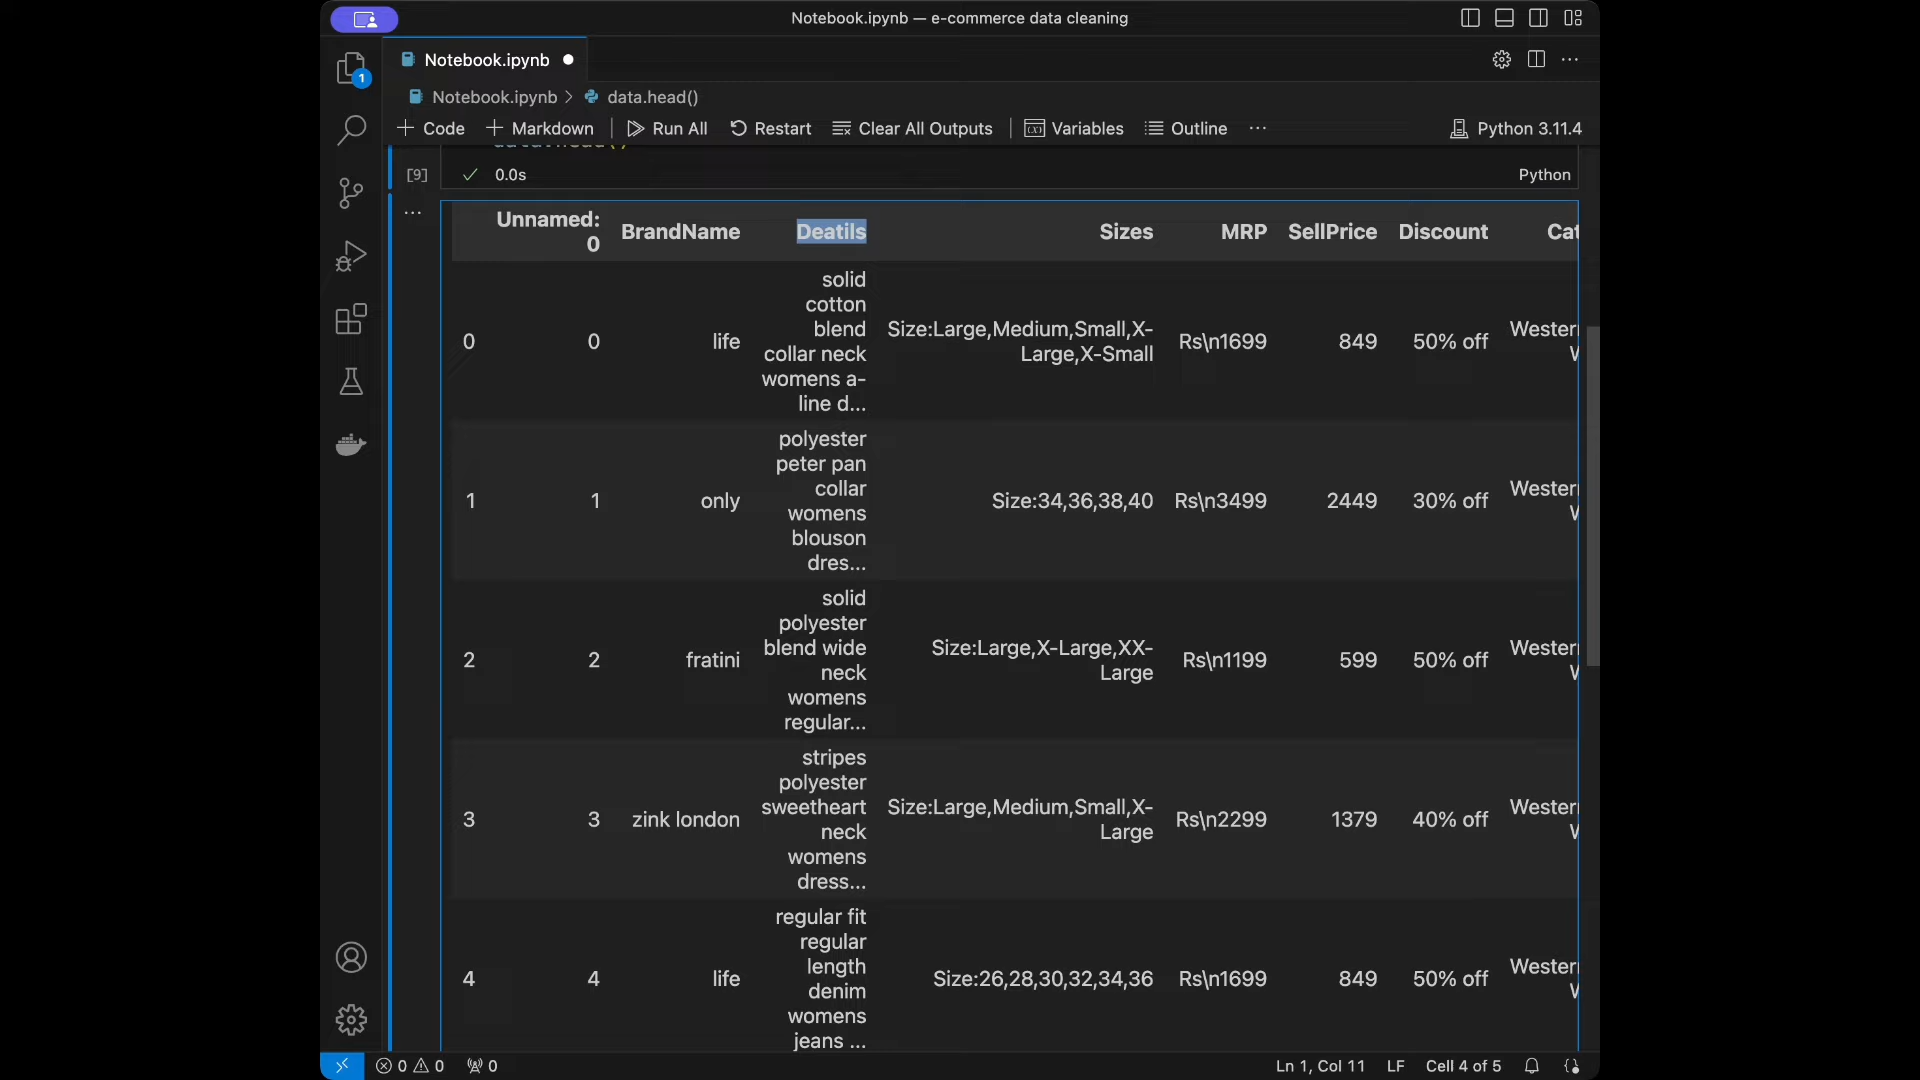 Notebook.ipynb — e-commerce data cleaning
1
Notebook.ipynb
Notebook.ipynb > data.head()
Code Markdown Run All Restart Clear All Outputs Variables Outline ... Python 3.11.4
[9] 0.0s Python
...
Unnamed: 0 BrandName Deatils Sizes MRP SellPrice Discount Cat
solid
cotton
blend
collar neck
womens a-
line d...
0 0 life Size:Large,Medium,Small,X-
Large,X-Small Rs\n1699 849 50% off Western
W
polyester
peter pan
collar
womens
blouson
dres...
1 1 only Size:34,36,38,40 Rs\n3499 2449 30% off Western
W
solid
polyester
blend wide
neck
womens
regular...
2 2 fratini Size:Large,X-Large,XX-
Large Rs\n1199 599 50% off Western
W
stripes
polyester
sweetheart
neck
womens
dress...
3 3 zink london Size:Large,Medium,Small,X-
Large Rs\n2299 1379 40% off Western
W
regular fit
regular
length
denim
womens
jeans ...
4 4 life Size:26,28,30,32,34,36 Rs\n1699 849 50% off Western
W
0 0 0 Ln 1, Col 11 LF Cell 4 of 5